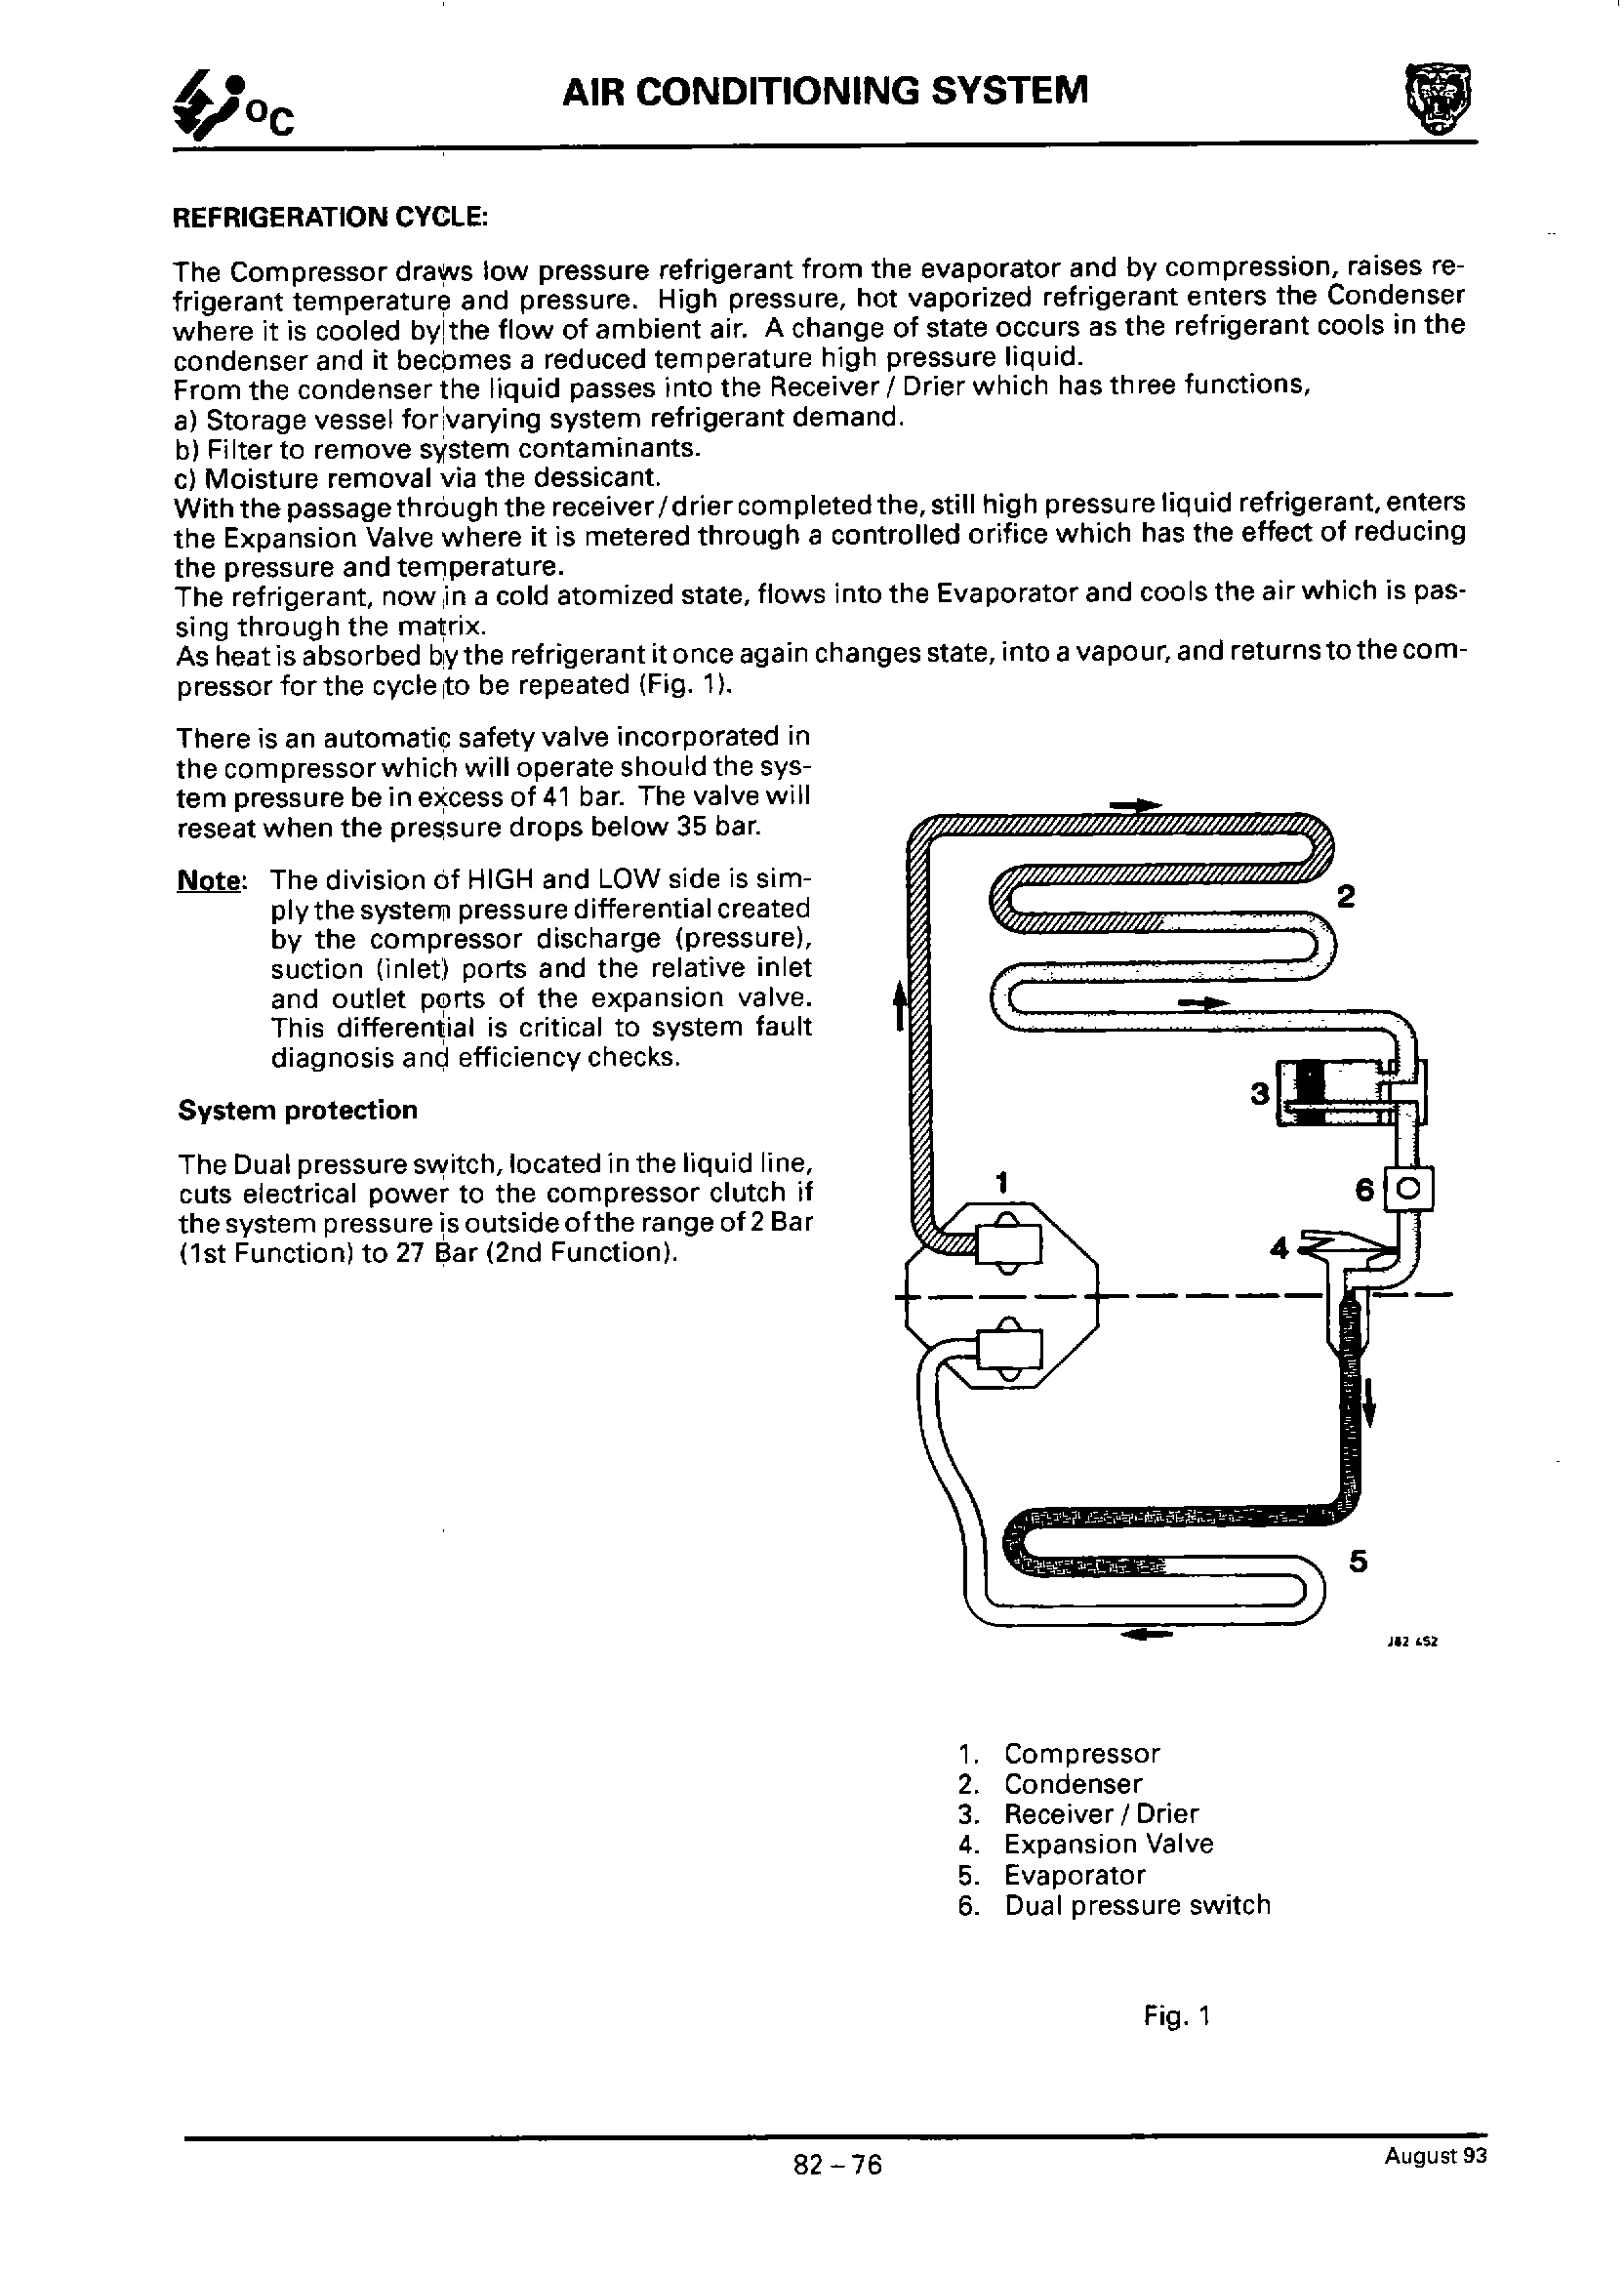 °C
AIR CONDITIONING SYSTEM
REFRIGERATION CYCLE:
The Compressor draws low pressure refrigerant from the evaporator and by compression, raises re-
frigerant temperature and pressure. High pressure, hot vaporized refrigerant enters the Condenser
where it is cooled by the flow of ambient air. A change of state occurs as the refrigerant cools in the
condenser and it becomes a reduced temperature high pressure liquid.
From the condenser the liquid passes into the Receiver / Drier which has three functions,
a) Storage vessel for varying system refrigerant demand.
b) Filter to remove system contaminants.
c) Moisture removal via the dessicant.
With the passage through the receiver / drier completed the, still high pressure liquid refrigerant, enters
the Expansion Valve where it is metered through a controlled orifice which has the effect of reducing
the pressure and temperature.
The refrigerant, now in a cold atomized state, flows into the Evaporator and cools the air which is pas-
sing through the matrix.
As heat is absorbed by the refrigerant it once again changes state, into a vapour, and returns to the com-
pressor for the cycle to be repeated (Fig. 1).
There is an automatic safety valve incorporated in
the compressor which will operate should the sys-
tem pressure be in excess of 41 bar. The valve will
reseat when the pressure drops below 35 bar.
Note: The division of HIGH and LOW side is sim-
ply the system pressure differential created
by the compressor discharge (pressure),
suction (inlet) ports and the relative inlet
and outlet ports of the expansion valve.
This differential is critical to system fault
diagnosis and efficiency checks.
System protection
The Dual pressure switch, located in the liquid line,
cuts electrical power to the compressor clutch if
the system pressure is outside of the range of 2 Bar
(1st Function) to 27 Bar (2nd Function).
2
3
1
6
4
5
J82 452
1. Compressor
2. Condenser
3. Receiver / Drier
4. Expansion Valve
5. Evaporator
6. Dual pressure switch
Fig. 1
82 – 76
August 93